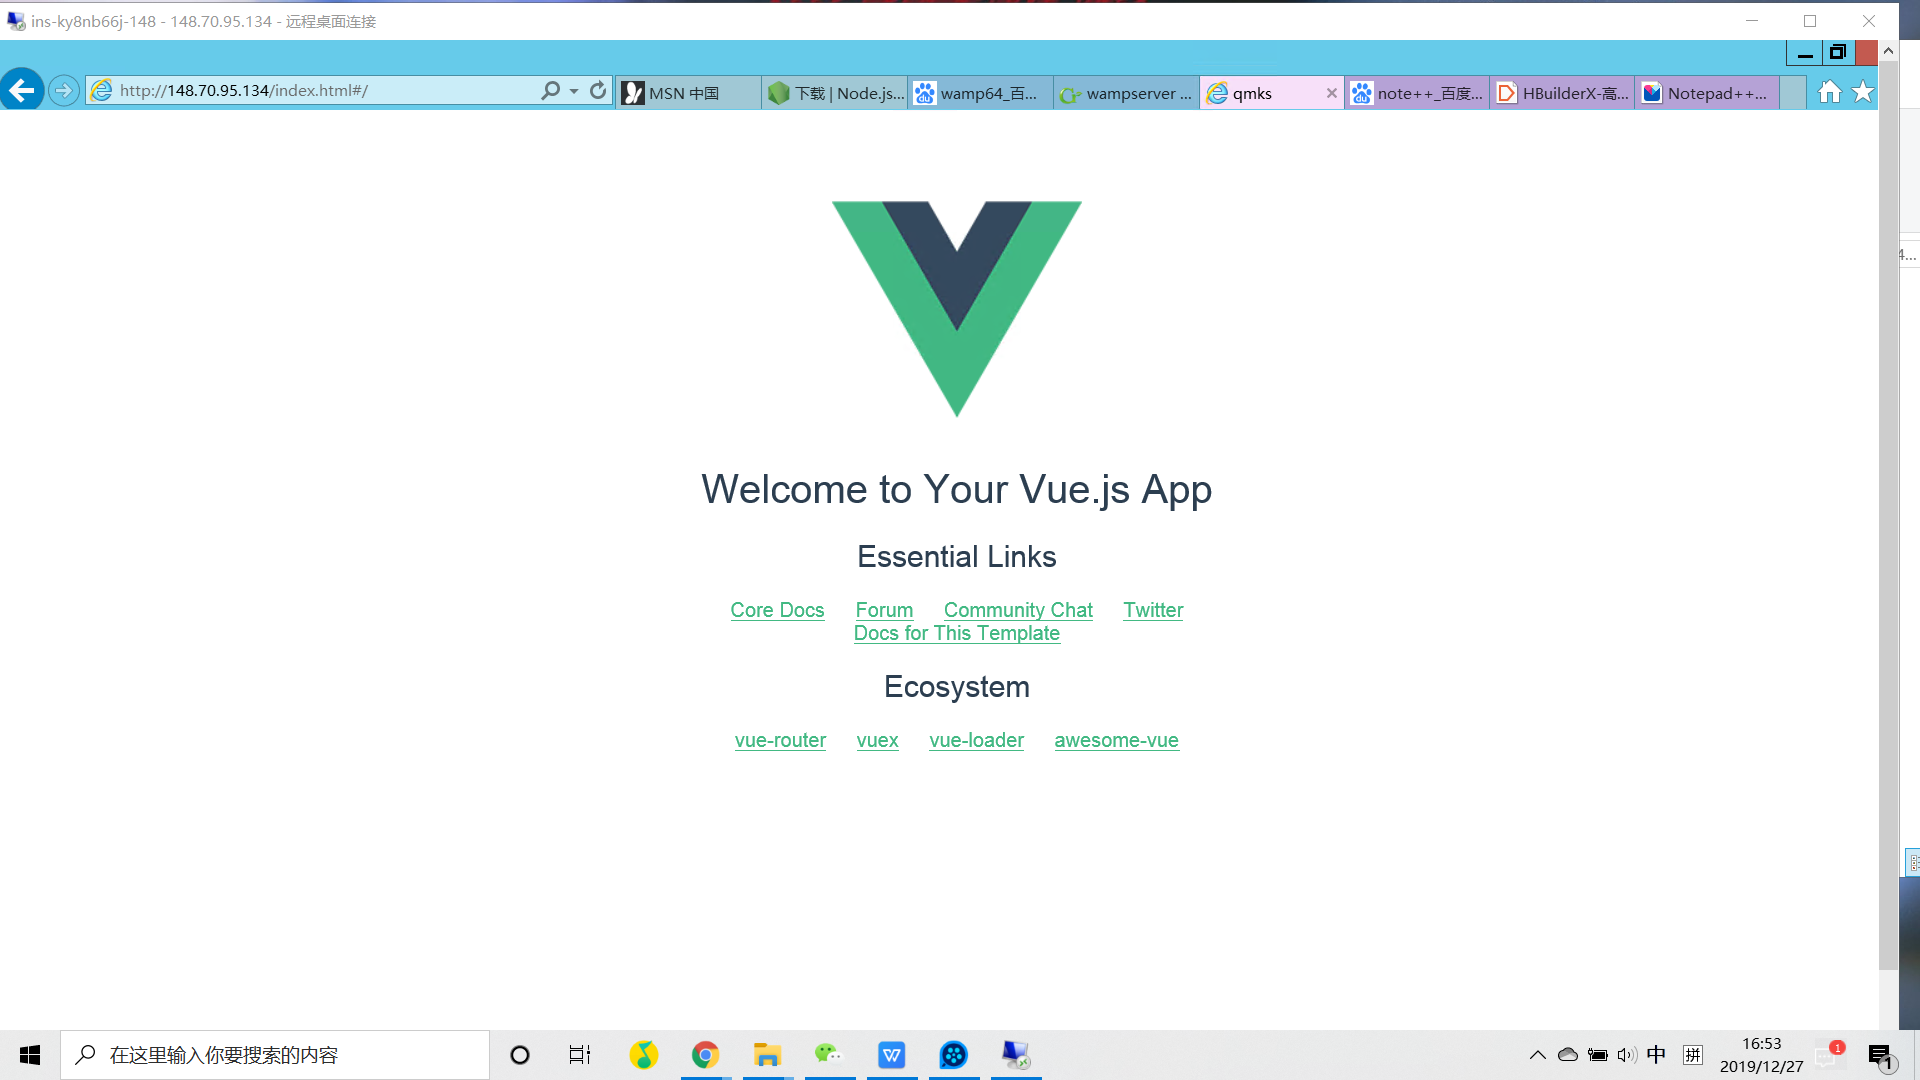 ins-ky8nb66j-148 - 148.70.95.134 - 远程桌面连接
http://148.70.95.134/index.html#/
MSN 中国
下载 | Node.js...
wamp64_百...
wampserver ...
qmks
note++_百度...
HBuilderX-高...
Notepad++...
4...
Welcome to Your Vue.js App
Essential Links
Core Docs Forum Community Chat Twitter
Docs for This Template
Ecosystem
vue-router vuex vue-loader awesome-vue
在这里输入你要搜索的内容
中
拼
16:53
2019/12/27
1
1